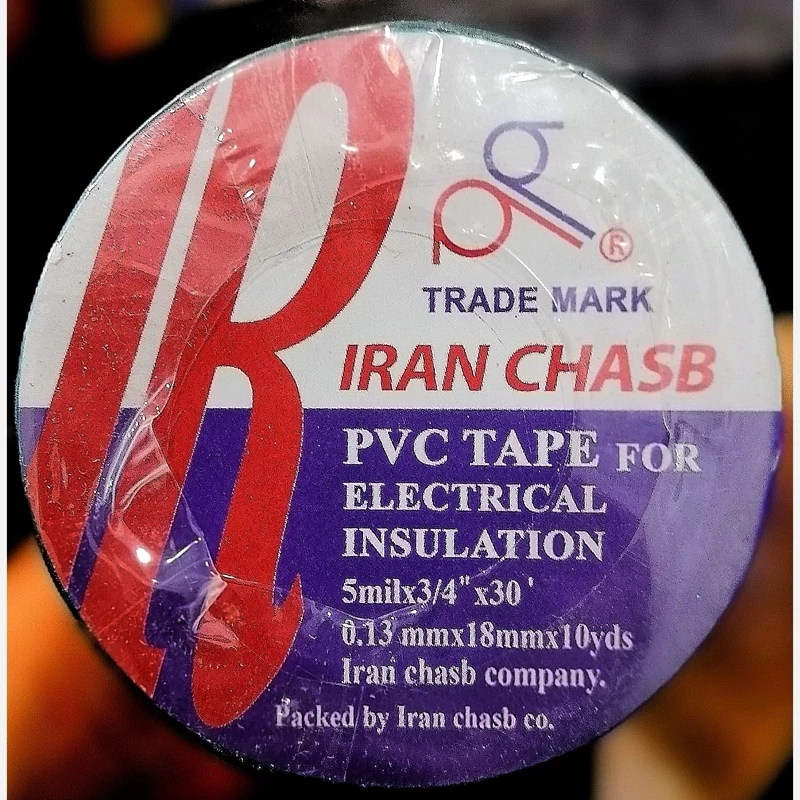 IR
®
TRADE MARK
IRAN CHASB
PVC TAPE FOR
ELECTRICAL
INSULATION
5milx3/4"x30'
0.13 mmx18mmx10yds
Iran chasb company.
Packed by Iran chasb co.